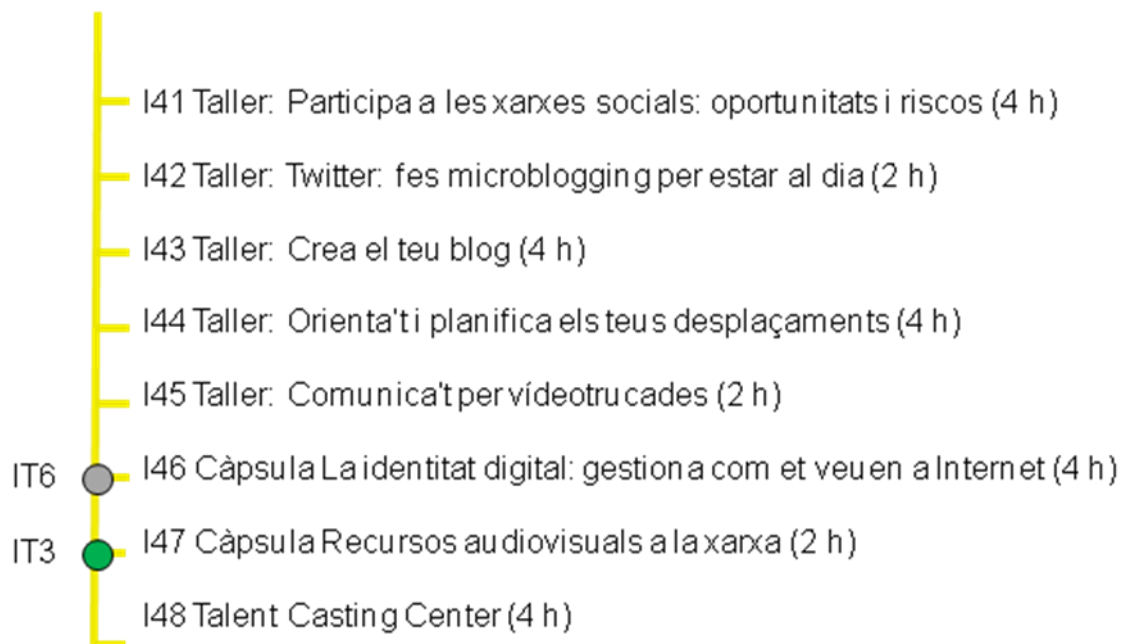 I41 Taller: Participa a les xarxes socials: oportunitats i riscos (4 h)
I42 Taller: Twitter: fes microblogging per estar al dia (2 h)
I43 Taller: Crea el teu blog (4 h)
I44 Taller: Orienta't i planifica els teus desplaçaments (4 h)
I45 Taller: Comunica't per vídeotrucades (2 h)
IT6 I46 Càpsula La identitat digital: gestiona com et veuen a Internet (4 h)
IT3 I47 Càpsula Recursos audiovisuals a la xarxa (2 h)
I48 Talent Casting Center (4 h)